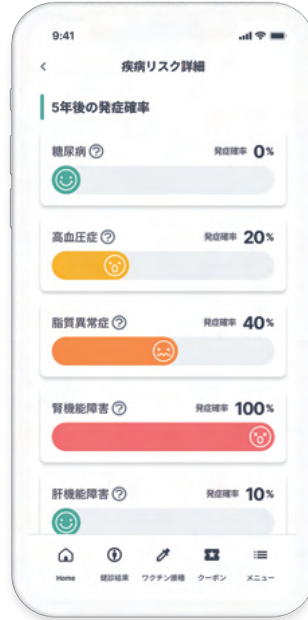 9:41
疾病リスク詳細
5年後の発症確率
糖尿病? 発症確率 0%
高血圧症? 発症確率 20%
脂質異常症? 発症確率 40%
腎機能障害? 発症確率 100%
肝機能障害? 発症確率 10%
Home 健診結果 ワクチン接種 クーポン メニュー